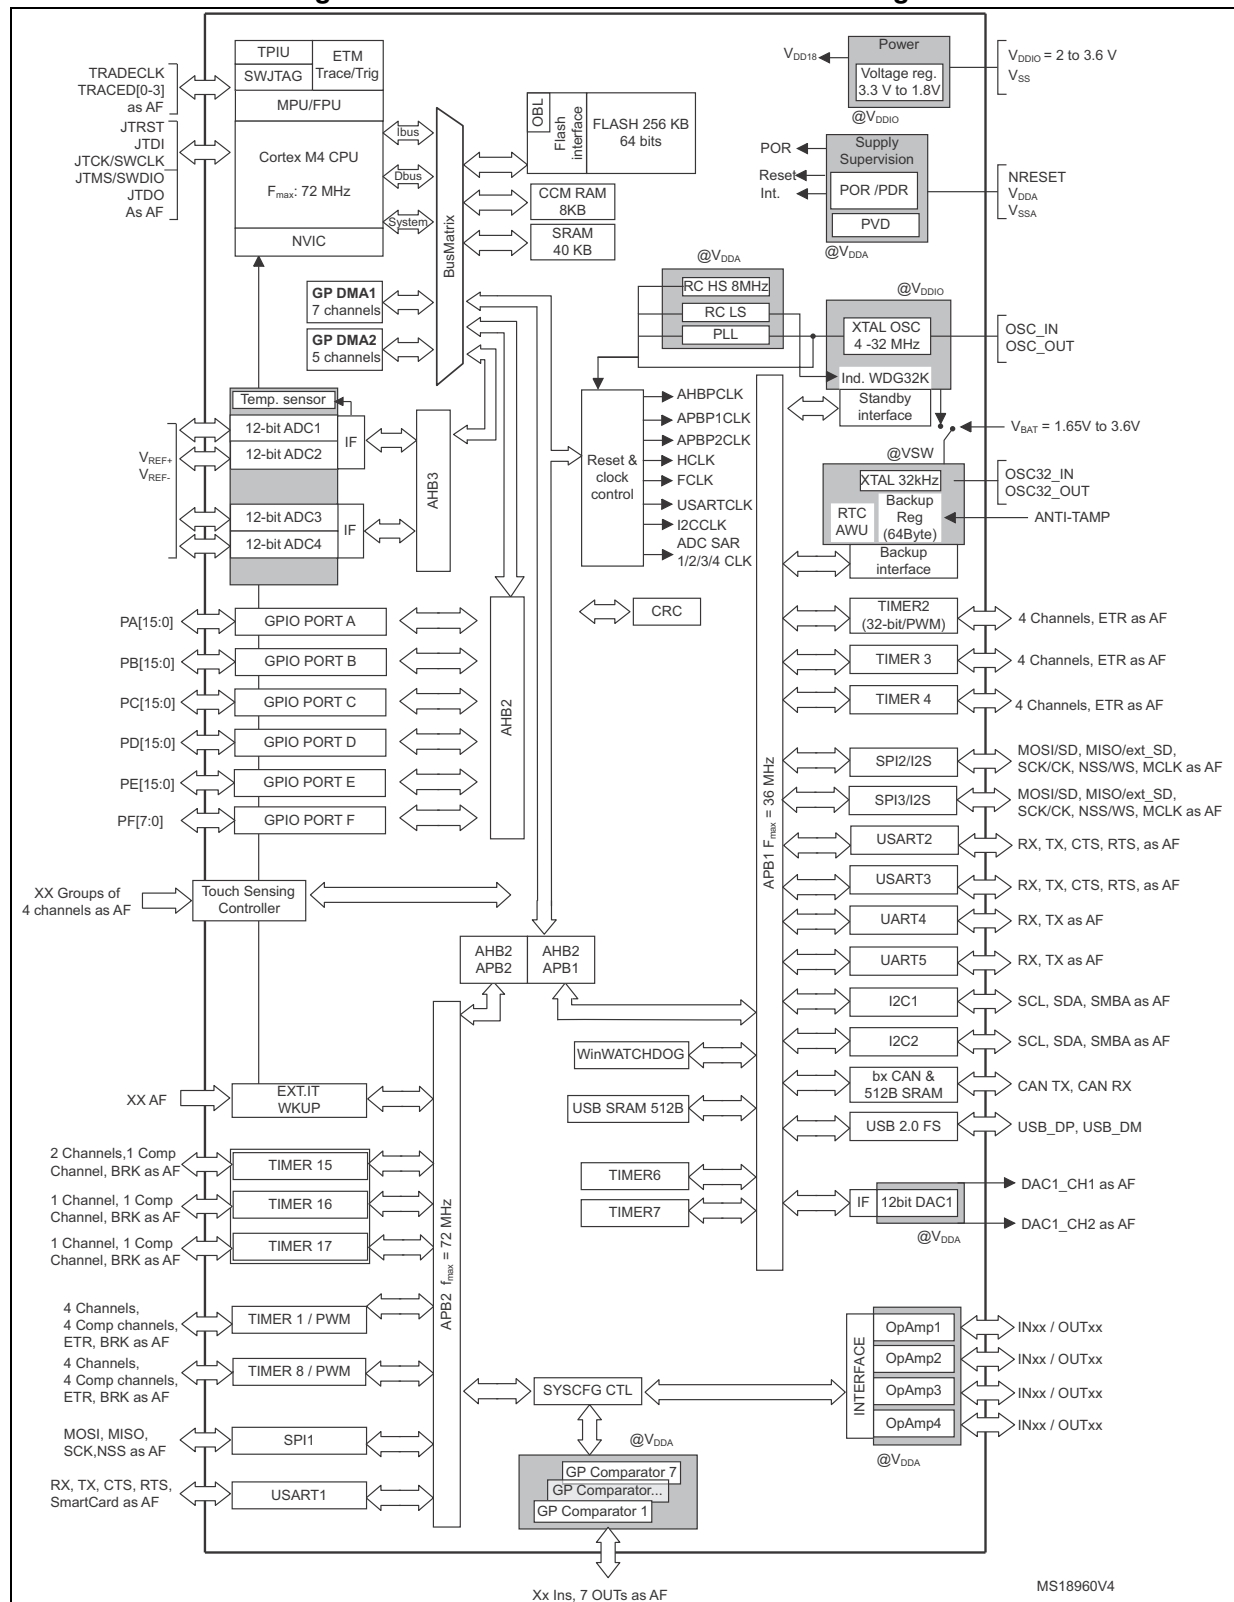 TPIU
ETM
Trace/Trig
SWJTAG
MPU/FPU
Cortex M4 CPU
Fmax: 72 MHz
NVIC
TRADECLK
TRACED[0-3]
as AF
JTRST
JTDI
JTCK/SWCLK
JTMS/SWDIO
JTDO
As AF
Ibus
Dbus
System
BusMatrix
OBL
Flash
interface
FLASH 256 KB
64 bits
CCM RAM
8KB
SRAM
40 KB
GP DMA1
7 channels
GP DMA2
5 channels
VDD18
Power
Voltage reg.
3.3 V to 1.8V
@VDDIO
VDDIO = 2 to 3.6 V
VSS
POR
Reset
Int.
Supply
Supervision
POR /PDR
PVD
@VDDA
NRESET
VDDA
VSSA
@VDDA
RC HS 8MHz
RC LS
PLL
@VDDIO
XTAL OSC
4 -32 MHz
Ind. WDG32K
Standby
interface
OSC_IN
OSC_OUT
VBAT = 1.65V to 3.6V
@VSW
XTAL 32kHz
RTC
AWU
Backup
Reg
(64Byte)
Backup
interface
OSC32_IN
OSC32_OUT
ANTI-TAMP
Reset &
clock
control
AHBPCLK
APBP1CLK
APBP2CLK
HCLK
FCLK
USARTCLK
I2CCLK
ADC SAR
1/2/3/4 CLK
CRC
Temp. sensor
12-bit ADC1
12-bit ADC2
IF
12-bit ADC3
12-bit ADC4
IF
VREF+
VREF-
AHB3
PA[15:0]
GPIO PORT A
PB[15:0]
GPIO PORT B
PC[15:0]
GPIO PORT C
PD[15:0]
GPIO PORT D
PE[15:0]
GPIO PORT E
PF[7:0]
GPIO PORT F
AHB2
XX Groups of
4 channels as AF
Touch Sensing
Controller
AHB2
APB2
AHB2
APB1
APB1 Fmax = 36 MHz
TIMER2
(32-bit/PWM)
4 Channels, ETR as AF
TIMER 3
4 Channels, ETR as AF
TIMER 4
4 Channels, ETR as AF
SPI2/I2S
MOSI/SD, MISO/ext_SD,
SCK/CK, NSS/WS, MCLK as AF
SPI3/I2S
MOSI/SD, MISO/ext_SD,
SCK/CK, NSS/WS, MCLK as AF
USART2
RX, TX, CTS, RTS, as AF
USART3
RX, TX, CTS, RTS, as AF
UART4
RX, TX as AF
UART5
RX, TX as AF
I2C1
SCL, SDA, SMBA as AF
I2C2
SCL, SDA, SMBA as AF
bx CAN &
512B SRAM
CAN TX, CAN RX
USB 2.0 FS
USB_DP, USB_DM
IF
12bit DAC1
@VDDA
DAC1_CH1 as AF
DAC1_CH2 as AF
WinWATCHDOG
USB SRAM 512B
TIMER6
TIMER7
XX AF
EXT.IT
WKUP
2 Channels,1 Comp
Channel, BRK as AF
TIMER 15
1 Channel, 1 Comp
Channel, BRK as AF
TIMER 16
1 Channel, 1 Comp
Channel, BRK as AF
TIMER 17
4 Channels,
4 Comp channels,
ETR, BRK as AF
TIMER 1 / PWM
4 Channels,
4 Comp channels,
ETR, BRK as AF
TIMER 8 / PWM
MOSI, MISO,
SCK,NSS as AF
SPI1
RX, TX, CTS, RTS,
SmartCard as AF
USART1
APB2 fmax = 72 MHz
SYSCFG CTL
@VDDA
GP Comparator 7
GP Comparator...
GP Comparator 1
Xx Ins, 7 OUTs as AF
INTERFACE
OpAmp1
INxx / OUTxx
OpAmp2
INxx / OUTxx
OpAmp3
INxx / OUTxx
OpAmp4
INxx / OUTxx
@VDDA
MS18960V4